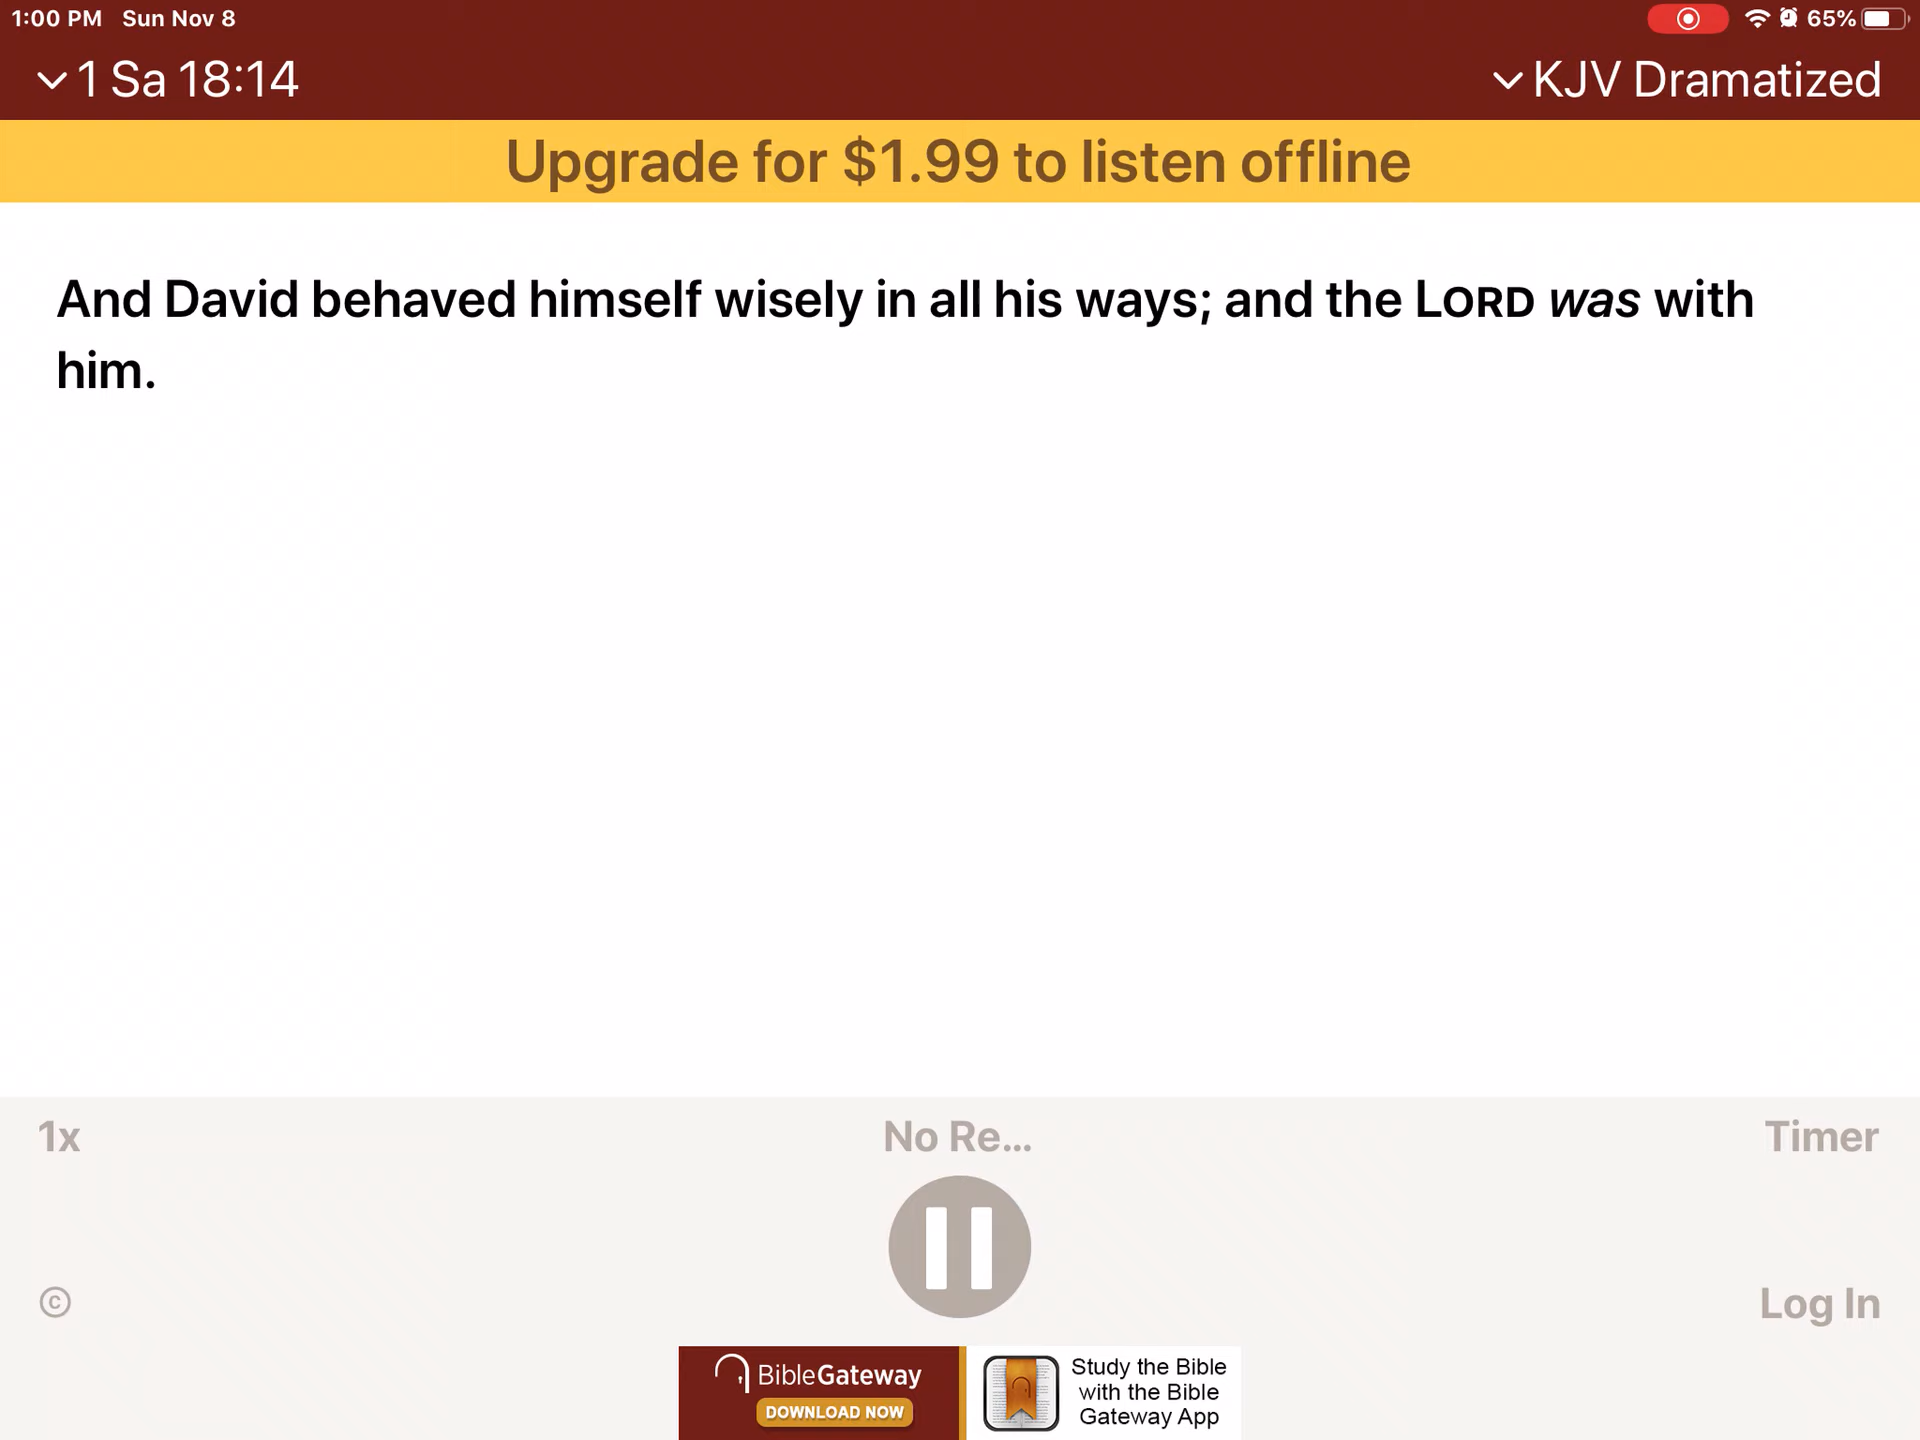 1:00 PM Sun Nov 8
65%
1 Sa 18:14
KJV Dramatized
Upgrade for $1.99 to listen offline
And David behaved himself wisely in all his ways; and the LORD was with
him.
1x
No Re...
Timer
©
Log In
BibleGateway
DOWNLOAD NOW
Study the Bible
with the Bible
Gateway App